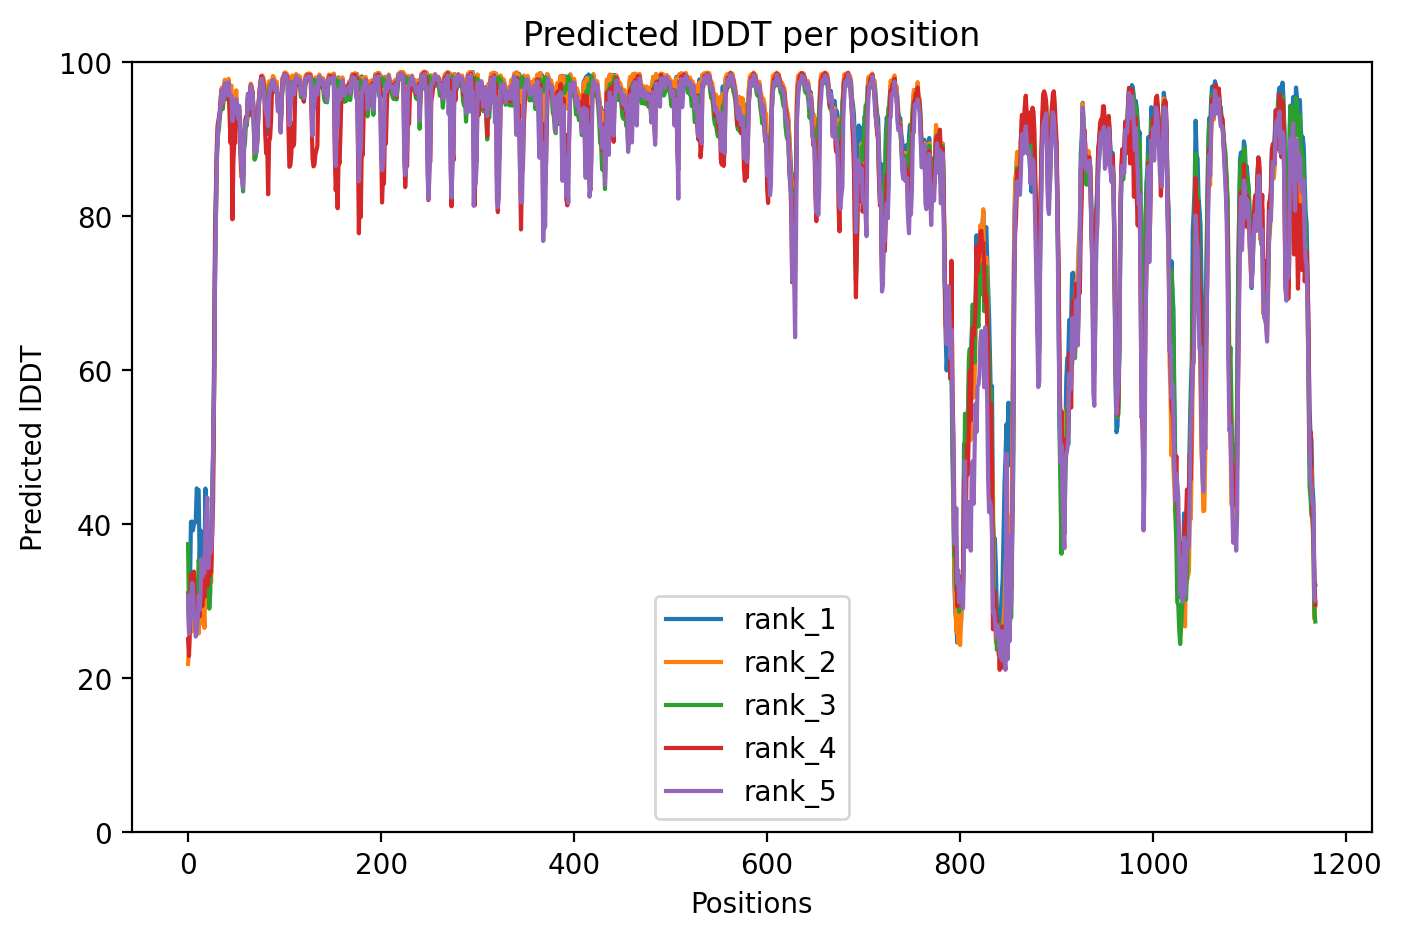 Predicted lDDT per position
100
80
60
40
20
0
Predicted lDDT
rank_1
rank_2
rank_3
rank_4
rank_5
0 200 400 600 800 1000 1200
Positions